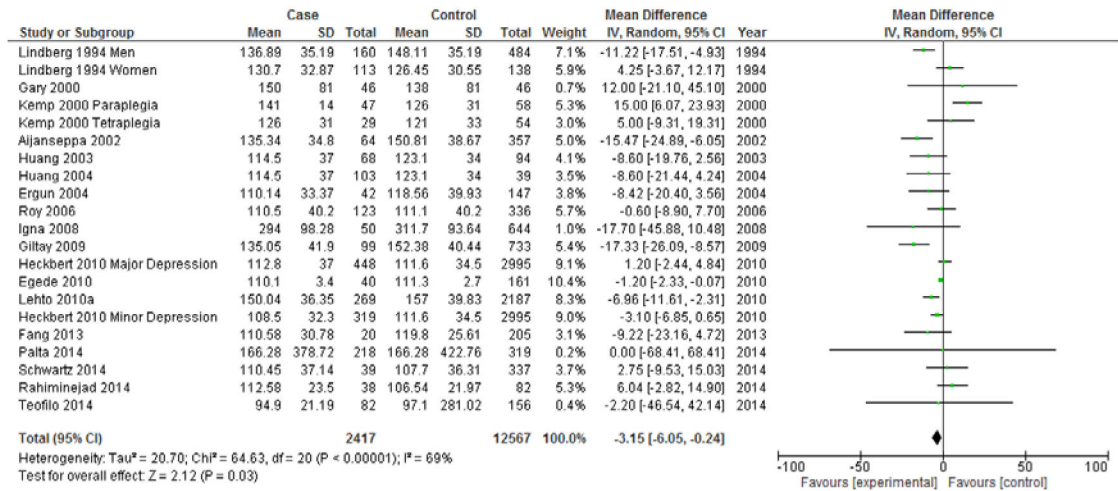 Case Control Mean Difference Mean Difference
Study or Subgroup Mean SD Total Mean SD Total Weight IV, Random, 95% CI Year IV, Random, 95% CI
Lindberg 1994 Men 136.89 35.19 160 148.11 35.19 484 7.1% -11.22 [-17.51, -4.93] 1994
Lindberg 1994 Women 130.7 32.87 113 126.45 30.55 138 5.9% 4.25 [-3.67, 12.17] 1994
Gary 2000 150 81 46 138 81 46 0.7% 12.00 [-21.10, 45.10] 2000
Kemp 2000 Paraplegia 141 14 47 126 31 58 5.2% 15.00 [6.07, 23.93] 2000
Kemp 2000 Tetraplegia 126 31 29 121 33 54 3.0% 5.00 [-9.31, 19.31] 2000
Aijanseppa 2002 135.34 34.8 64 150.81 38.67 357 5.0% -15.47 [-24.89, -6.05] 2002
Huang 2003 114.5 37 68 123.1 34 94 4.1% -8.60 [-19.76, 2.56] 2003
Huang 2004 114.5 37 103 123.1 34 39 3.4% -8.60 [-21.44, 4.24] 2004
Ergun 2004 110.14 33.37 42 118.56 39.93 147 3.8% -8.42 [-20.40, 3.56] 2004
Roy 2006 110.5 40.2 123 111.1 40.2 336 5.7% -0.60 [-8.90, 7.70] 2006
Igna 2008 294 98.28 50 311.7 93.64 644 1.0% -17.70 [-45.88, 10.48] 2008
Giltay 2009 135.05 41.9 99 152.38 40.44 733 5.4% -17.33 [-26.09, -8.57] 2009
Heckbert 2010 Major Depression 112.8 37 448 111.6 34.5 2995 9.1% 1.20 [-2.44, 4.84] 2010
Egede 2010 110.1 3.4 40 111.3 2.7 161 10.4% -1.20 [-2.33, -0.07] 2010
Lehto 2010a 150.04 36.35 269 157 39.83 2187 8.3% -6.96 [-11.61, -2.31] 2010
Heckbert 2010 Minor Depression 108.5 32.3 319 111.6 34.5 2995 9.0% -3.10 [-6.85, 0.65] 2010
Fang 2013 110.58 30.78 20 119.8 25.61 205 3.1% -9.22 [-23.16, 4.72] 2013
Palta 2014 166.28 378.72 218 166.28 422.76 319 0.2% 0.00 [-68.41, 68.41] 2014
Schwartz 2014 110.45 37.14 39 107.7 36.31 337 3.7% 2.75 [-9.53, 15.03] 2014
Rahiminejad 2014 112.58 23.5 38 106.54 21.97 82 5.3% 6.04 [-2.82, 14.90] 2014
Teofilo 2014 94.9 21.19 82 97.1 281.02 156 0.4% -2.20 [-46.54, 42.14] 2014
Total (95% CI) 2417 12567 100.0% -3.15 [-6.05, -0.24]
Heterogeneity: Tau² = 20.70; Chi² = 64.63, df = 20 (P < 0.00001); I² = 69%
Test for overall effect: Z = 2.12 (P = 0.03)
-100 -50 0 50 100
Favours [experimental] Favours [control]